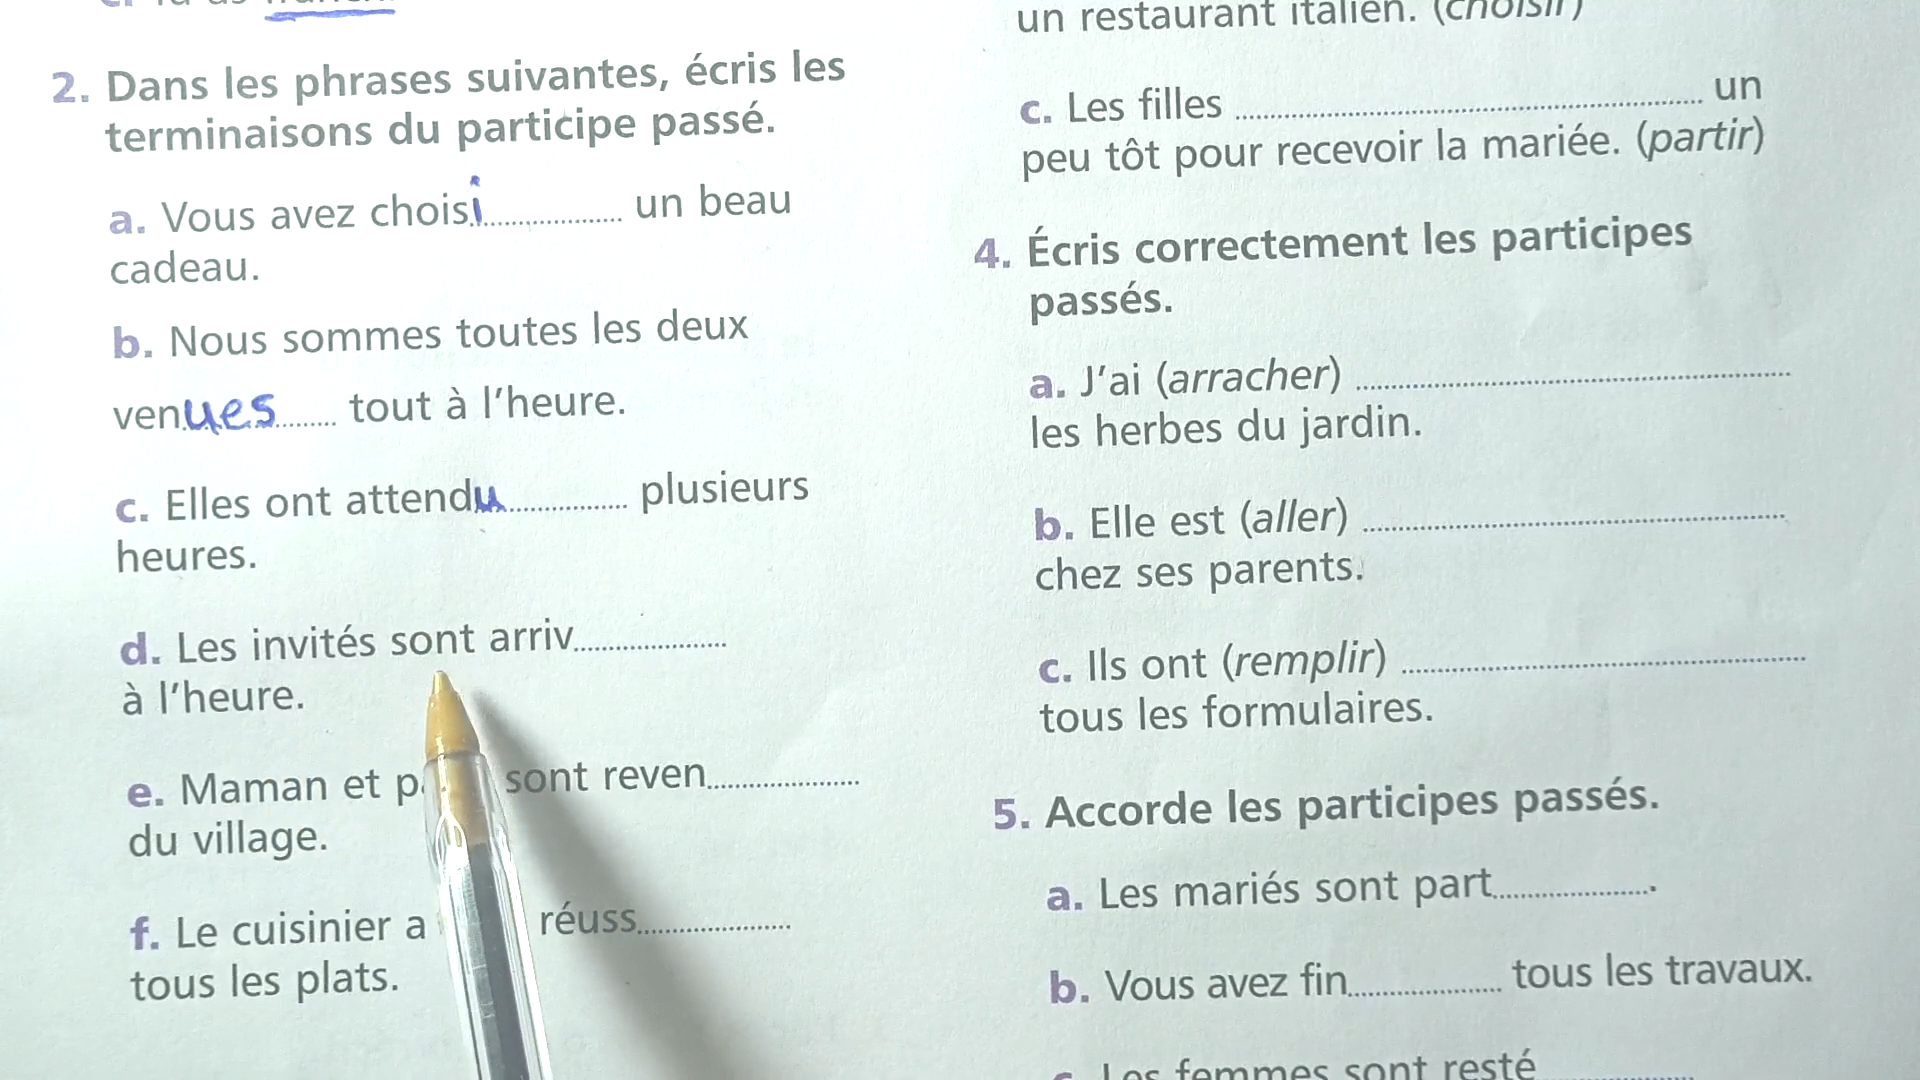 2. Dans les phrases suivantes, écris les
terminaisons du participe passé.
a. Vous avez choisi............ un beau
cadeau.
b. Nous sommes toutes les deux
venues...... tout à l'heure.
c. Elles ont attendu............ plusieurs
heures.
d. Les invités sont arriv............
à l'heure.
e. Maman et p sont reven............
du village.
f. Le cuisinier a réuss............
tous les plats.
un restaurant italien. (choisir)
c. Les filles ............ un
peu tôt pour recevoir la mariée. (partir)
4. Écris correctement les participes
passés.
a. J'ai (arracher) ............
les herbes du jardin.
b. Elle est (aller) ............
chez ses parents.
c. Ils ont (remplir) ............
tous les formulaires.
5. Accorde les participes passés.
a. Les mariés sont part.............
b. Vous avez fin............ tous les travaux.
c. Les femmes sont resté............